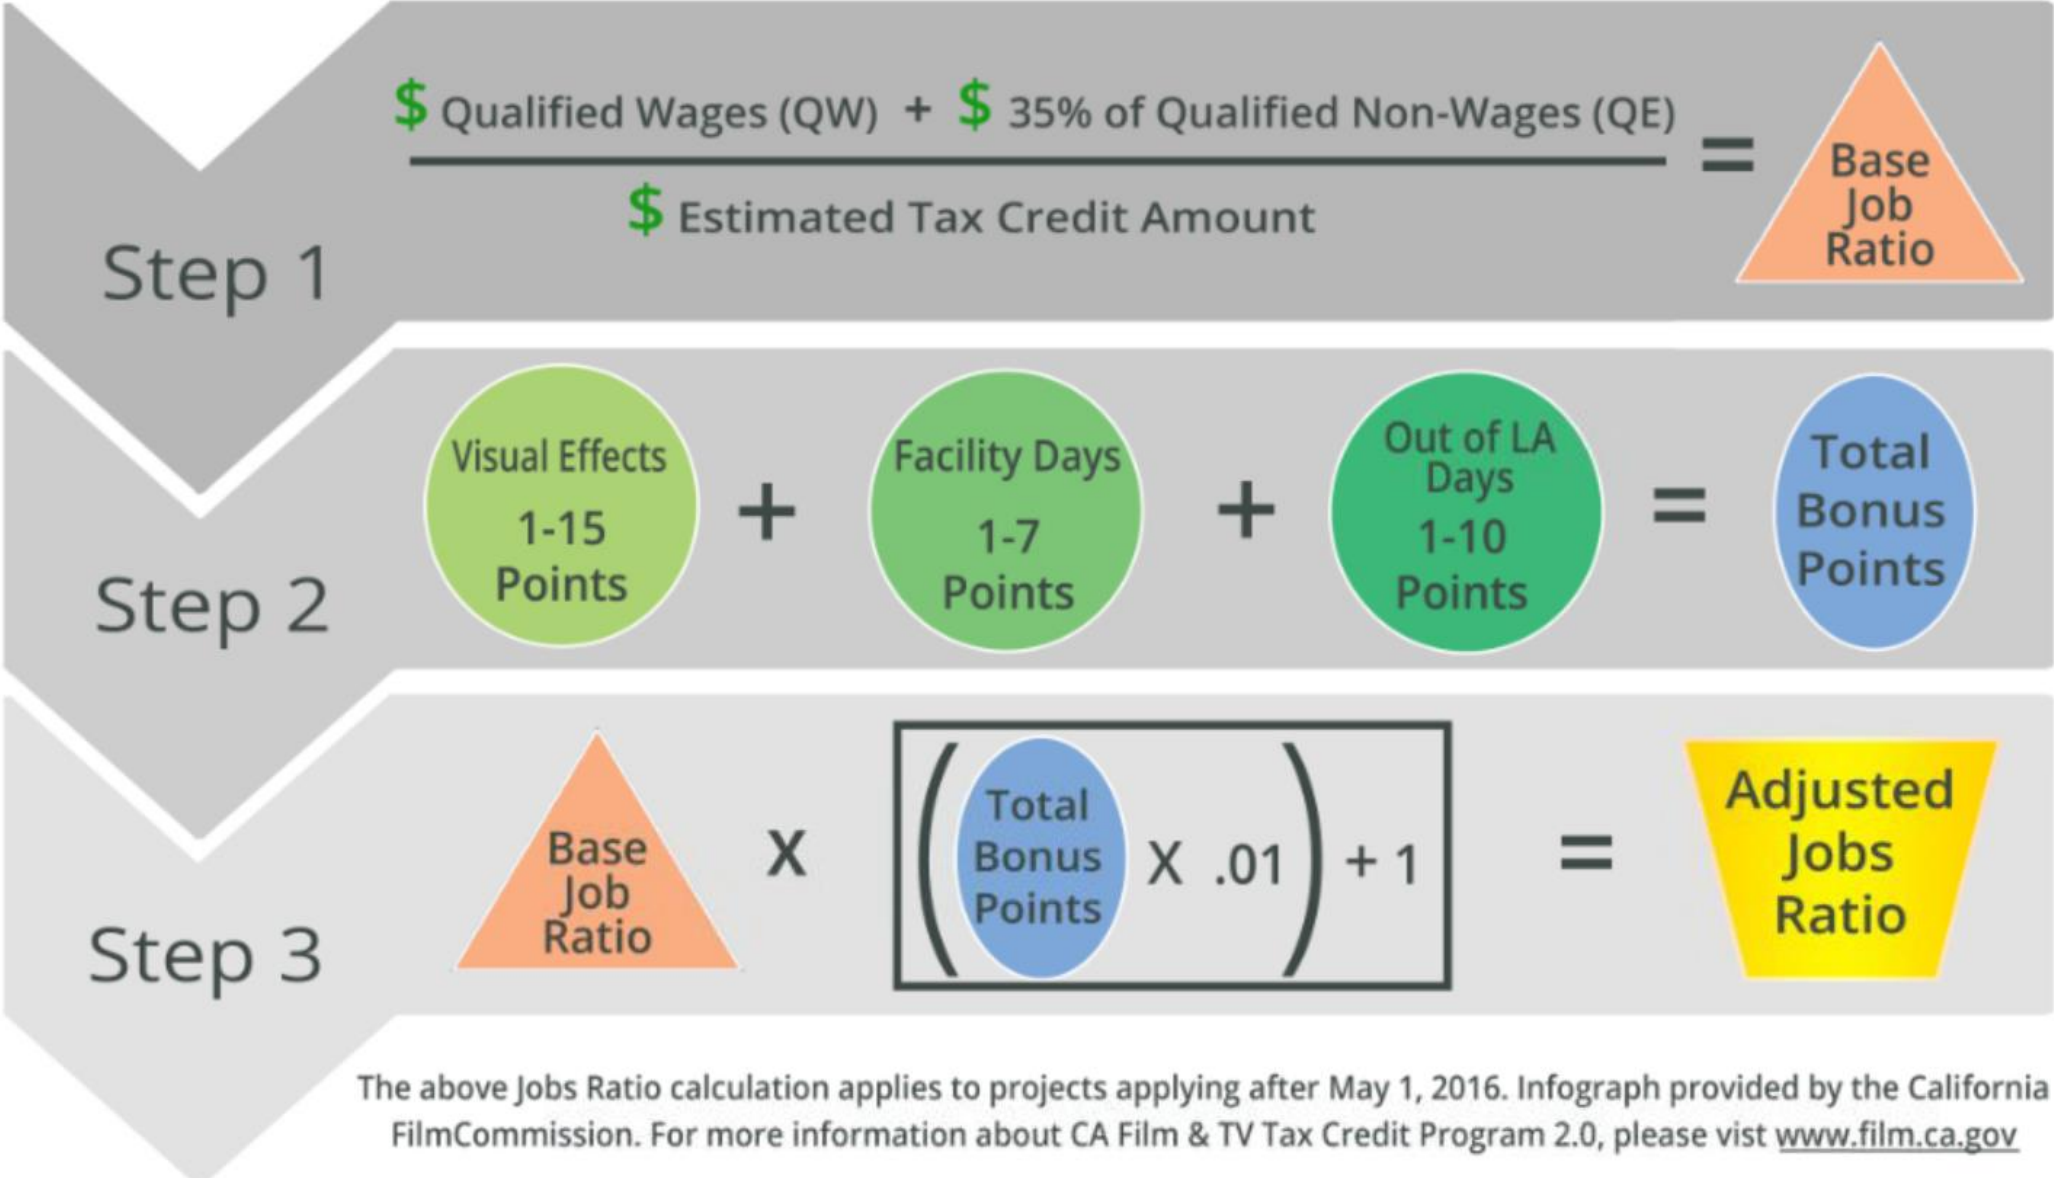 $ Qualified Wages (QW) + $ 35% of Qualified Non-Wages (QE)
$ Estimated Tax Credit Amount
=
Base
Job
Ratio
Step 1
Visual Effects
1-15
Points
+
Facility Days
1-7
Points
+
Out of LA
Days
1-10
Points
=
Total
Bonus
Points
Step 2
Base
Job
Ratio
X
(
Total
Bonus
Points
X .01) + 1
=
Adjusted
Jobs
Ratio
Step 3
The above Jobs Ratio calculation applies to projects applying after May 1, 2016. Infograph provided by the California
FilmCommission. For more information about CA Film & TV Tax Credit Program 2.0, please vist www.film.ca.gov